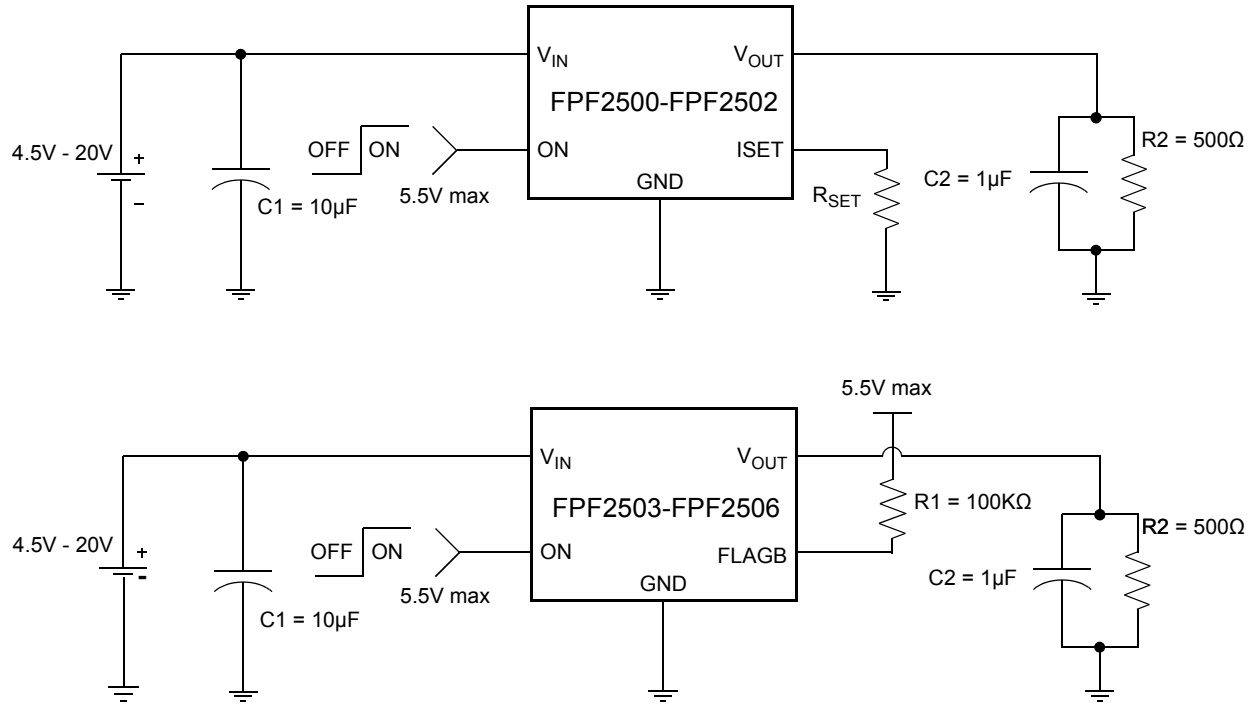 V_IN
V_OUT
FPF2500-FPF2502
4.5V - 20V
+
−
OFF
ON
ON
ISET
R2 = 500Ω
5.5V max
GND
C1 = 10µF
R_SET
C2 = 1µF
5.5V max
V_IN
V_OUT
FPF2503-FPF2506
R1 = 100KΩ
4.5V - 20V
+
-
OFF
ON
ON
FLAGB
R2 = 500Ω
5.5V max
GND
C1 = 10µF
C2 = 1µF